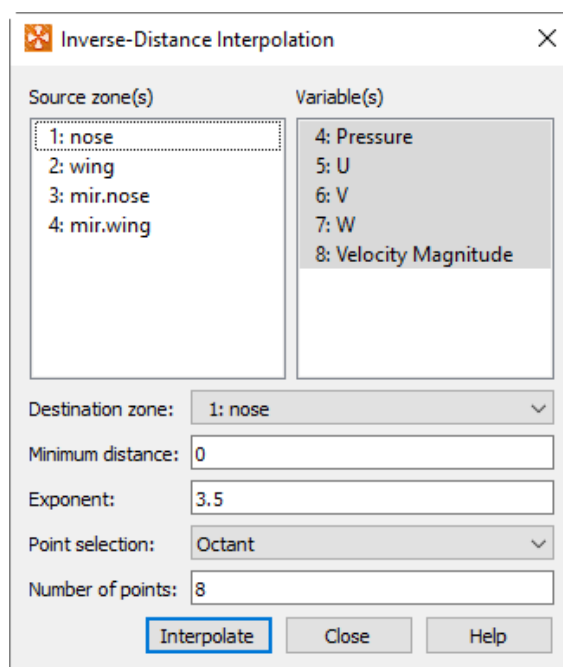 Inverse-Distance Interpolation
Source zone(s)
Variable(s)
1: nose
2: wing
3: mir.nose
4: mir.wing
4: Pressure
5: U
6: V
7: W
8: Velocity Magnitude
Destination zone: 1: nose
Minimum distance: 0
Exponent: 3.5
Point selection: Octant
Number of points: 8
Interpolate Close Help